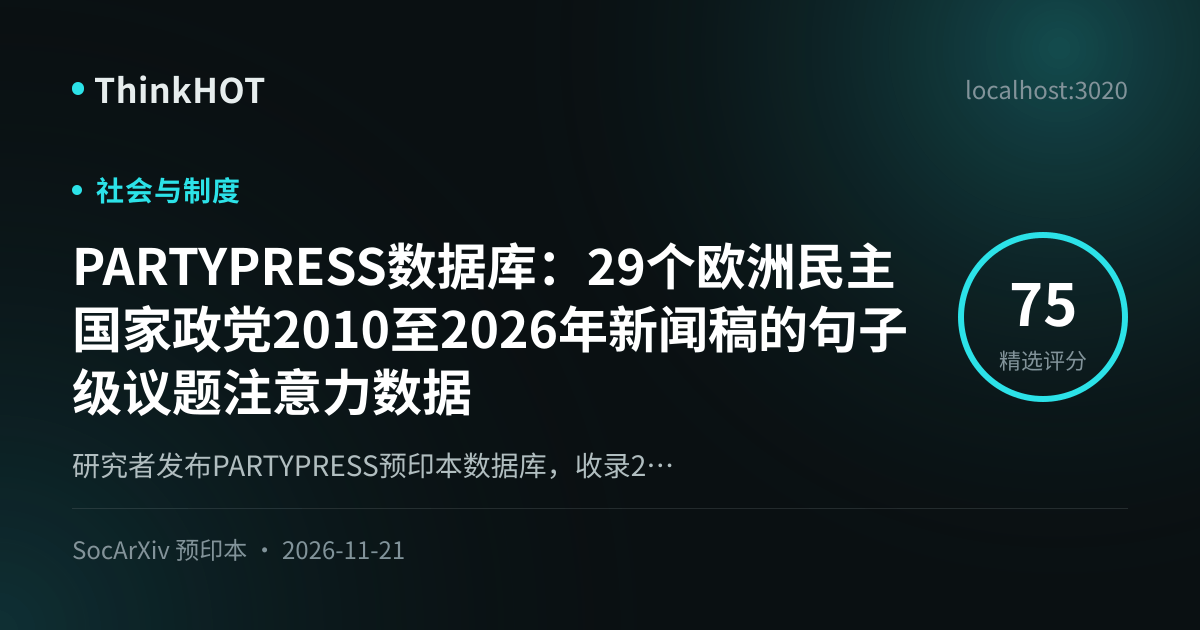 ThinkHOT
localhost:3020
社会与制度
PARTYPRESS数据库：29个欧洲民主
国家政党2010至2026年新闻稿的句子
级议题注意力数据
75
精选评分
研究者发布PARTYPRESS预印本数据库，收录2…
SocArXiv 预印本 · 2026-11-21